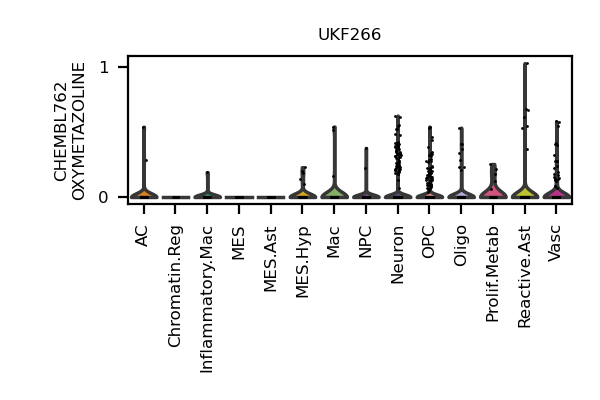 UKF266
CHEMBL762
OXYMETAZOLINE
1
0
AC
Chromatin.Reg
Inflammatory.Mac
MES
MES.Ast
MES.Hyp
Mac
NPC
Neuron
OPC
Oligo
Prolif.Metab
Reactive.Ast
Vasc